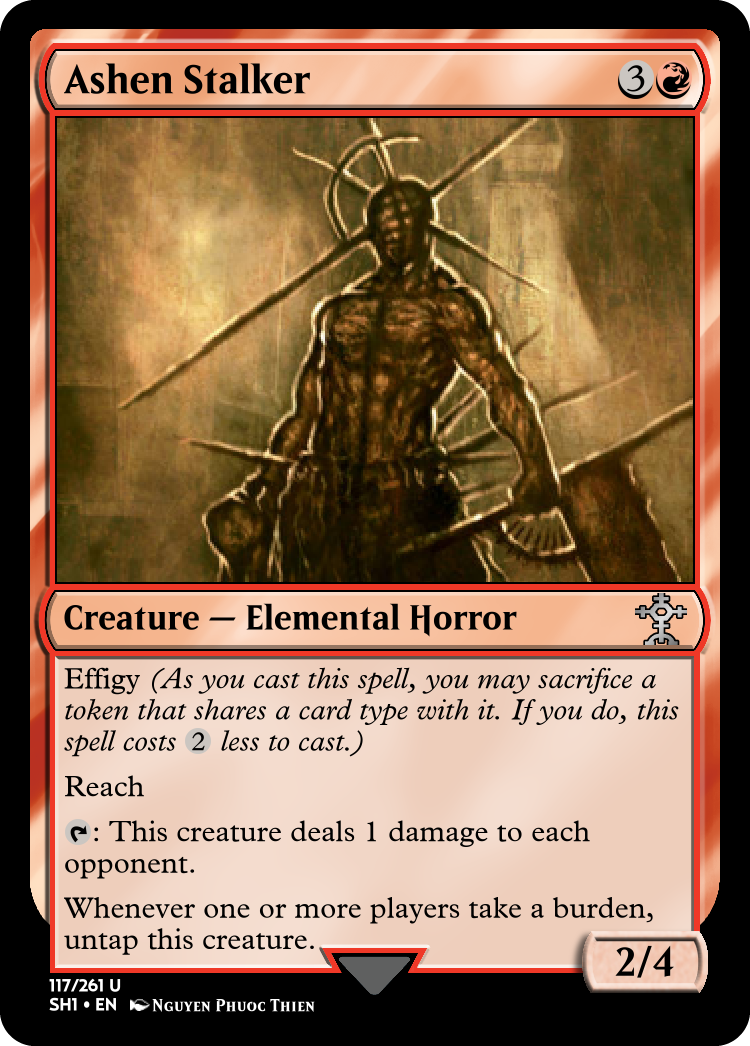 Ashen Stalker
3
Creature — Elemental Horror
Effigy (As you cast this spell, you may sacrifice a
token that shares a card type with it. If you do, this
spell costs 2 less to cast.)
Reach
: This creature deals 1 damage to each
opponent.
Whenever one or more players take a burden,
untap this creature.
2/4
117/261 U
SH1 • EN NGUYEN PHUOC THIEN